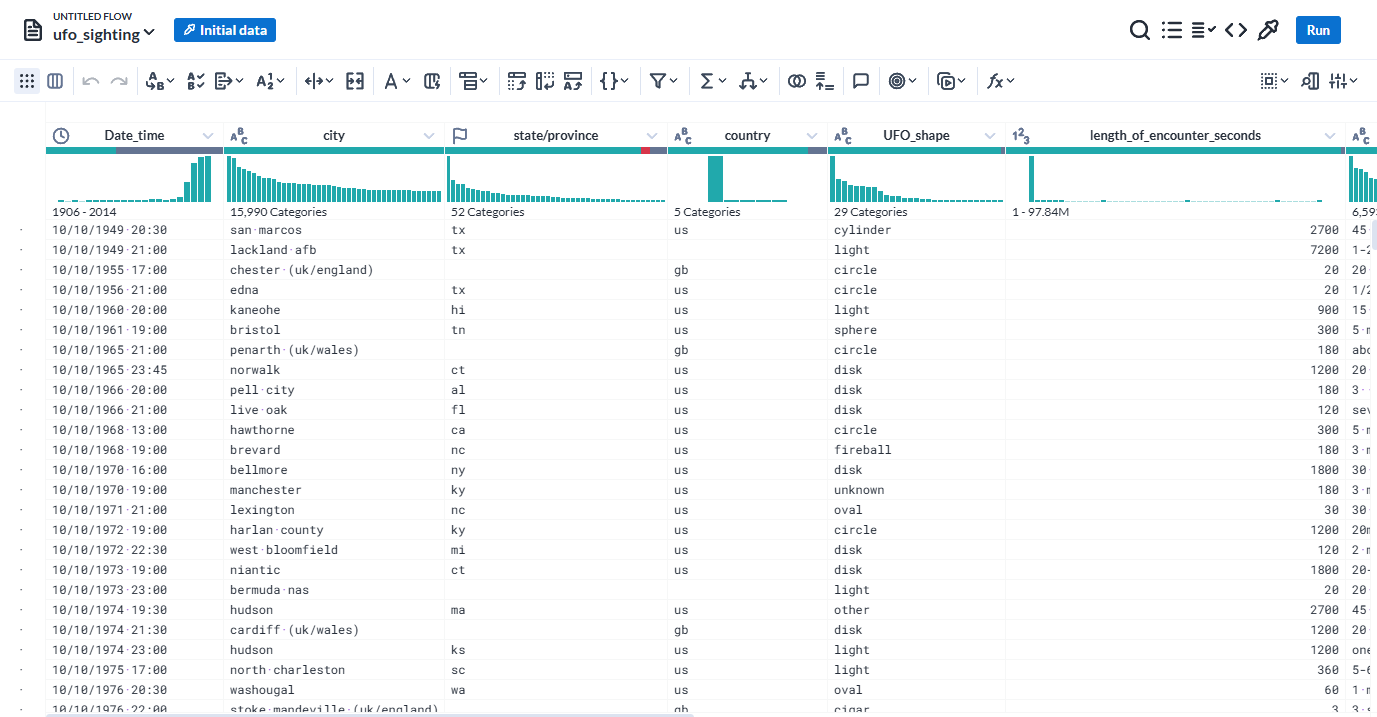 UNTITLED FLOW
ufo_sighting
Initial data
Run
Date_time city state/province country UFO_shape length_of_encounter_seconds
1906 - 2014 15,990 Categories 52 Categories 5 Categories 29 Categories 1 - 97.84M 6,59
10/10/1949·20:30 san·marcos tx us cylinder 2700 45·
10/10/1949·21:00 lackland·afb tx light 7200 1-2
10/10/1955·17:00 chester·(uk/england) gb circle 20 20·
10/10/1956·21:00 edna tx us circle 20 1/2
10/10/1960·20:00 kaneohe hi us light 900 15·
10/10/1961·19:00 bristol tn us sphere 300 5·m
10/10/1965·21:00 penarth·(uk/wales) gb circle 180 abo
10/10/1965·23:45 norwalk ct us disk 1200 20·
10/10/1966·20:00 pell·city al us disk 180 3·
10/10/1966·21:00 live·oak fl us disk 120 sev
10/10/1968·13:00 hawthorne ca us circle 300 5·m
10/10/1968·19:00 brevard nc us fireball 180 3·m
10/10/1970·16:00 bellmore ny us disk 1800 30·
10/10/1970·19:00 manchester ky us unknown 180 3·m
10/10/1971·21:00 lexington nc us oval 30 30·
10/10/1972·19:00 harlan·county ky us circle 1200 20m
10/10/1972·22:30 west·bloomfield mi us disk 120 2·m
10/10/1973·19:00 niantic ct us disk 1800 20-
10/10/1973·23:00 bermuda·nas light 20 20·
10/10/1974·19:30 hudson ma us other 2700 45·
10/10/1974·21:30 cardiff·(uk/wales) gb disk 1200 20·
10/10/1974·23:00 hudson ks us light 1200 one
10/10/1975·17:00 north·charleston sc us light 360 5-6
10/10/1976·20:30 washougal wa us oval 60 1·m
10/10/1976·22:00 stoke·mandeville·(uk/england) gb cigar 3 3·s